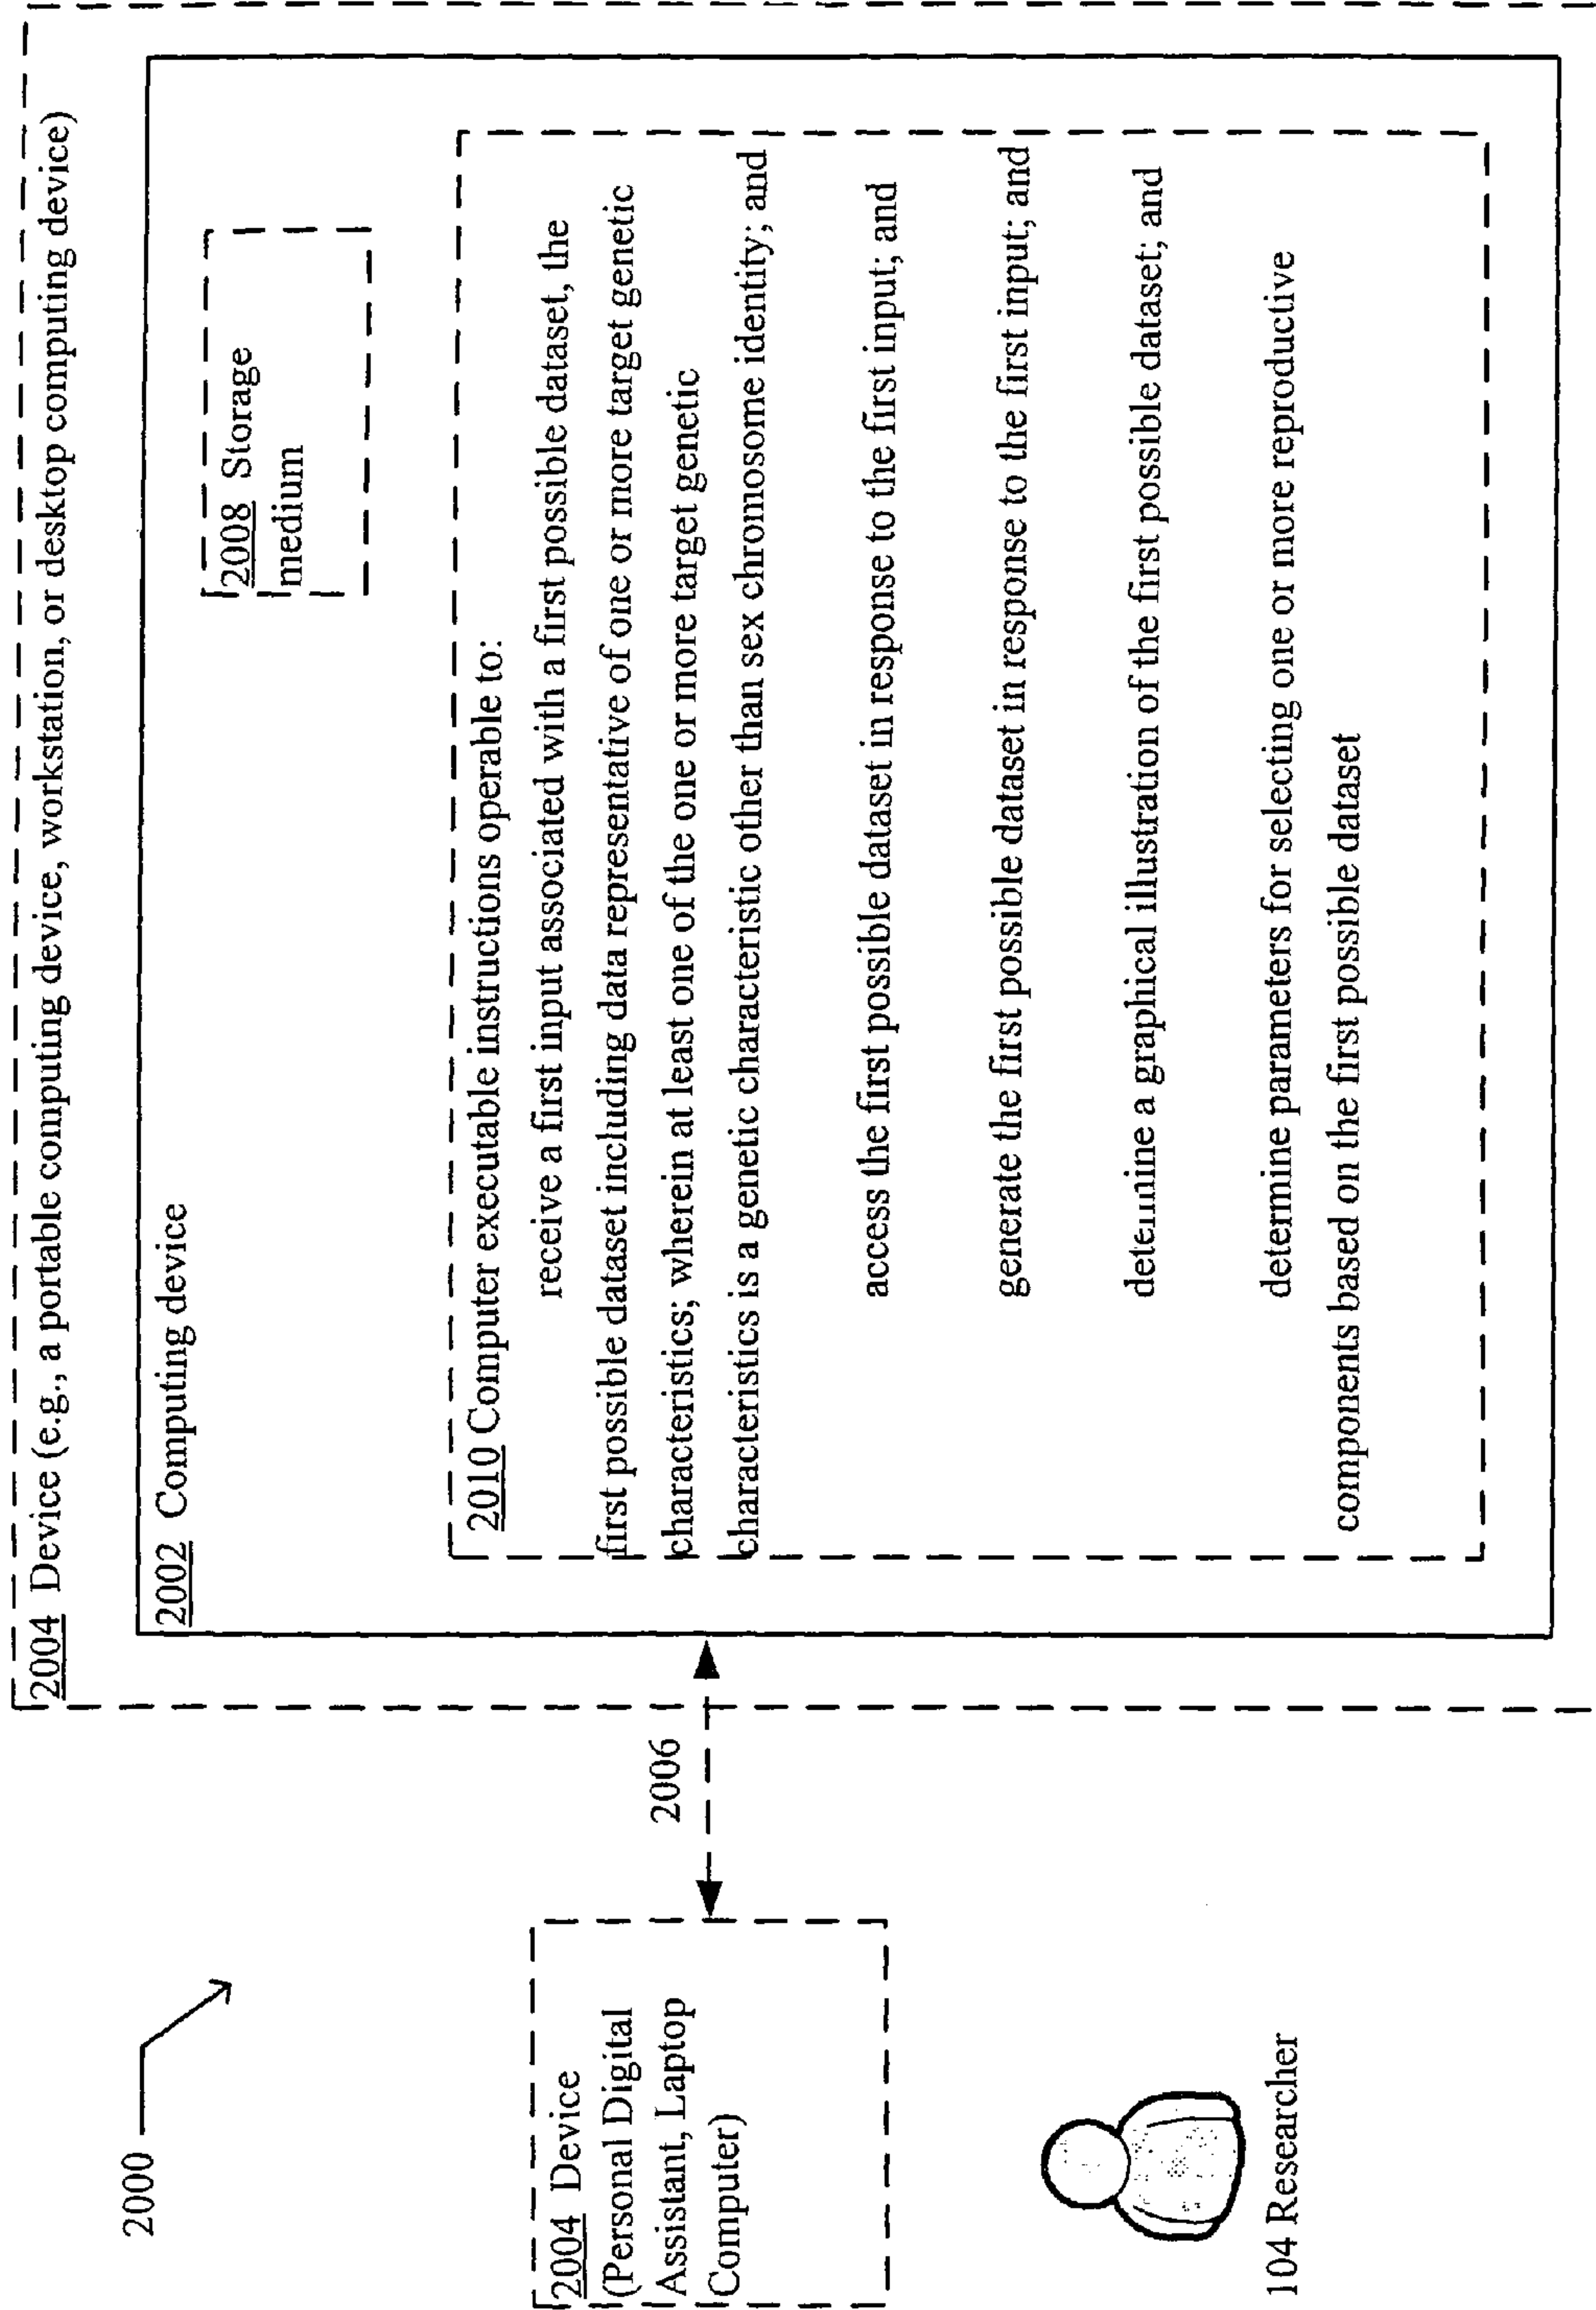 2000
2004 Device (e.g., a portable computing device, workstation, or desktop computing device)
2002 Computing device
2008 Storage
medium
2010 Computer executable instructions operable to:
receive a first input associated with a first possible dataset, the
first possible dataset including data representative of one or more target genetic
characteristics; wherein at least one of the one or more target genetic
characteristics is a genetic characteristic other than sex chromosome identity; and
access the first possible dataset in response to the first input; and
generate the first possible dataset in response to the first input; and
determine a graphical illustration of the first possible dataset; and
determine parameters for selecting one or more reproductive
components based on the first possible dataset
2006
2004 Device
(Personal Digital
Assistant, Laptop
Computer)
104 Researcher